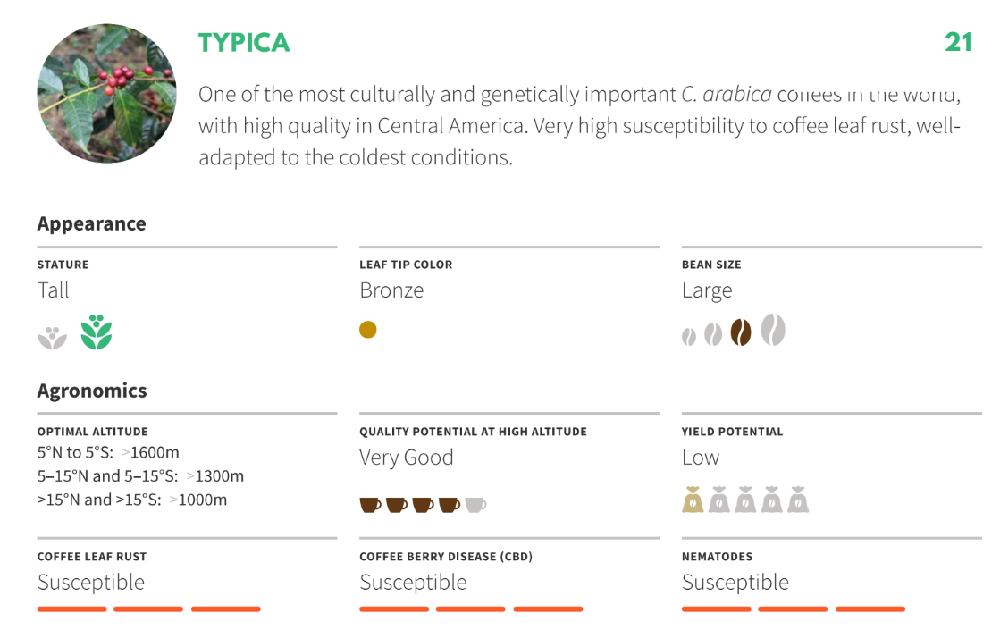 TYPICA
21
One of the most culturally and genetically important C. arabica coffees in the world,
with high quality in Central America. Very high susceptibility to coffee leaf rust, well-
adapted to the coldest conditions.
Appearance
STATURE
Tall
LEAF TIP COLOR
Bronze
BEAN SIZE
Large
Agronomics
OPTIMAL ALTITUDE
5°N to 5°S: >1600m
5–15°N and 5–15°S: >1300m
>15°N and >15°S: >1000m
QUALITY POTENTIAL AT HIGH ALTITUDE
Very Good
YIELD POTENTIAL
Low
COFFEE LEAF RUST
Susceptible
COFFEE BERRY DISEASE (CBD)
Susceptible
NEMATODES
Susceptible